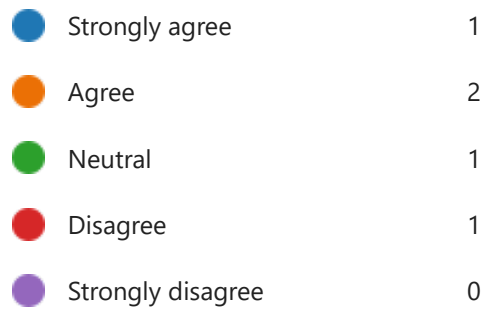 Strongly agree 1
Agree 2
Neutral 1
Disagree 1
Strongly disagree 0